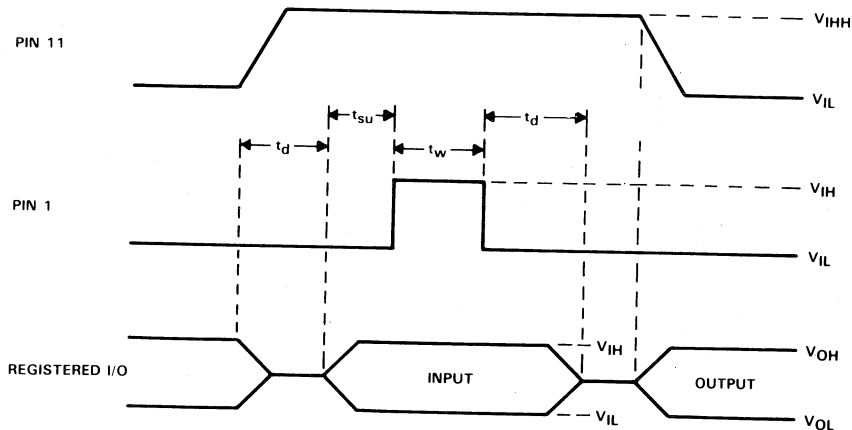 PIN 11
VIHH
VIL
tsu
td
td
tw
PIN 1
VIH
VIL
REGISTERED I/O
INPUT
VIH
VIL
OUTPUT
VOH
VOL